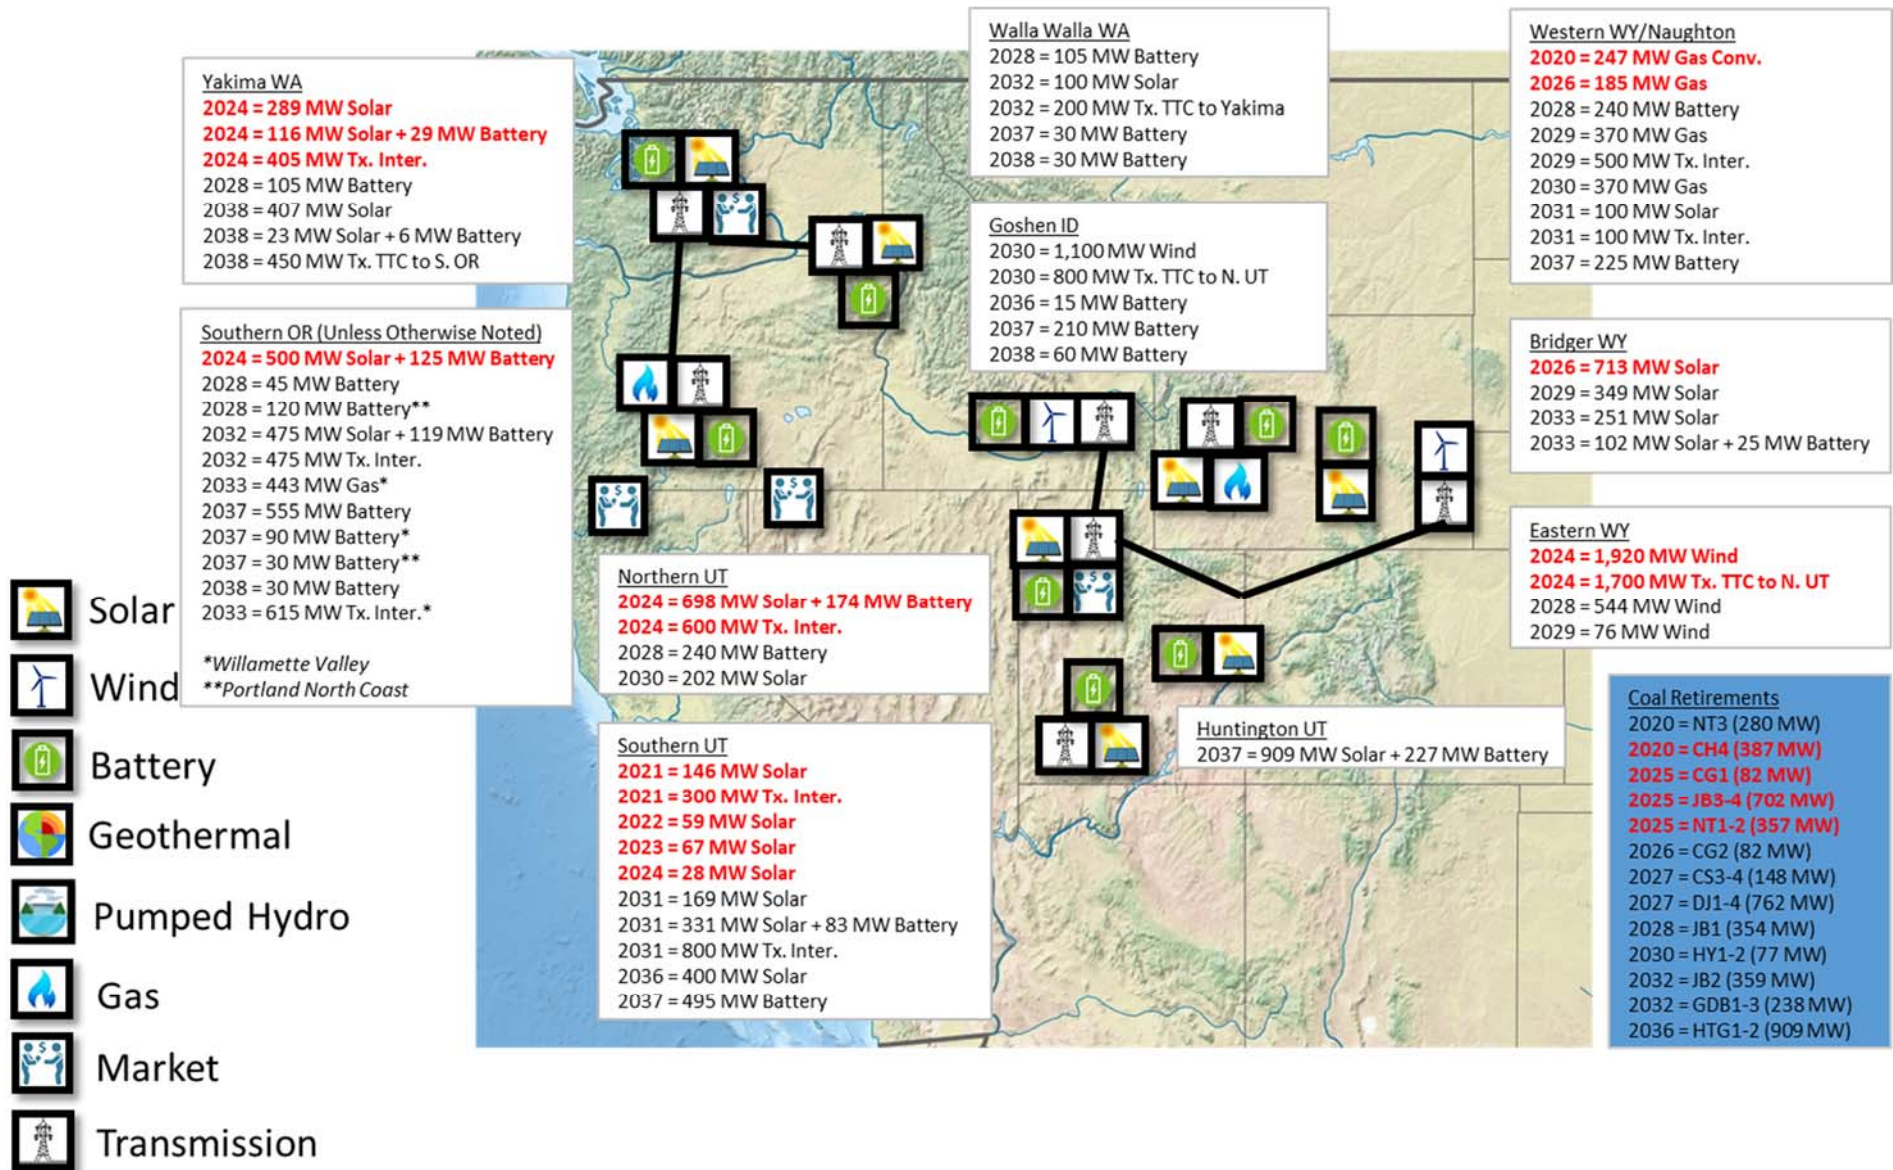 Yakima WA
2024 = 289 MW Solar
2024 = 116 MW Solar + 29 MW Battery
2024 = 405 MW Tx. Inter.
2028 = 105 MW Battery
2038 = 407 MW Solar
2038 = 23 MW Solar + 6 MW Battery
2038 = 450 MW Tx. TTC to S. OR
Walla Walla WA
2028 = 105 MW Battery
2032 = 100 MW Solar
2032 = 200 MW Tx. TTC to Yakima
2037 = 30 MW Battery
2038 = 30 MW Battery
Western WY/Naughton
2020 = 247 MW Gas Conv.
2026 = 185 MW Gas
2028 = 240 MW Battery
2029 = 370 MW Gas
2029 = 500 MW Tx. Inter.
2030 = 370 MW Gas
2031 = 100 MW Solar
2031 = 100 MW Tx. Inter.
2037 = 225 MW Battery
Goshen ID
2030 = 1,100 MW Wind
2030 = 800 MW Tx. TTC to N. UT
2036 = 15 MW Battery
2037 = 210 MW Battery
2038 = 60 MW Battery
Southern OR (Unless Otherwise Noted)
2024 = 500 MW Solar + 125 MW Battery
2028 = 45 MW Battery
2028 = 120 MW Battery**
2032 = 475 MW Solar + 119 MW Battery
2032 = 475 MW Tx. Inter.
2033 = 443 MW Gas*
2037 = 555 MW Battery
2037 = 90 MW Battery*
2037 = 30 MW Battery**
2038 = 30 MW Battery
2033 = 615 MW Tx. Inter.*
*Willamette Valley
**Portland North Coast
Bridger WY
2026 = 713 MW Solar
2029 = 349 MW Solar
2033 = 251 MW Solar
2033 = 102 MW Solar + 25 MW Battery
Eastern WY
2024 = 1,920 MW Wind
2024 = 1,700 MW Tx. TTC to N. UT
2028 = 544 MW Wind
2029 = 76 MW Wind
Northern UT
2024 = 698 MW Solar + 174 MW Battery
2024 = 600 MW Tx. Inter.
2028 = 240 MW Battery
2030 = 202 MW Solar
Southern UT
2021 = 146 MW Solar
2021 = 300 MW Tx. Inter.
2022 = 59 MW Solar
2023 = 67 MW Solar
2024 = 28 MW Solar
2031 = 169 MW Solar
2031 = 331 MW Solar + 83 MW Battery
2031 = 800 MW Tx. Inter.
2036 = 400 MW Solar
2037 = 495 MW Battery
Huntington UT
2037 = 909 MW Solar + 227 MW Battery
Coal Retirements
2020 = NT3 (280 MW)
2020 = CH4 (387 MW)
2025 = CG1 (82 MW)
2025 = JB3-4 (702 MW)
2025 = NT1-2 (357 MW)
2026 = CG2 (82 MW)
2027 = CS3-4 (148 MW)
2027 = DJ1-4 (762 MW)
2028 = JB1 (354 MW)
2030 = HY1-2 (77 MW)
2032 = JB2 (359 MW)
2032 = GDB1-3 (238 MW)
2036 = HTG1-2 (909 MW)
Solar
Wind
Battery
Geothermal
Pumped Hydro
Gas
Market
Transmission